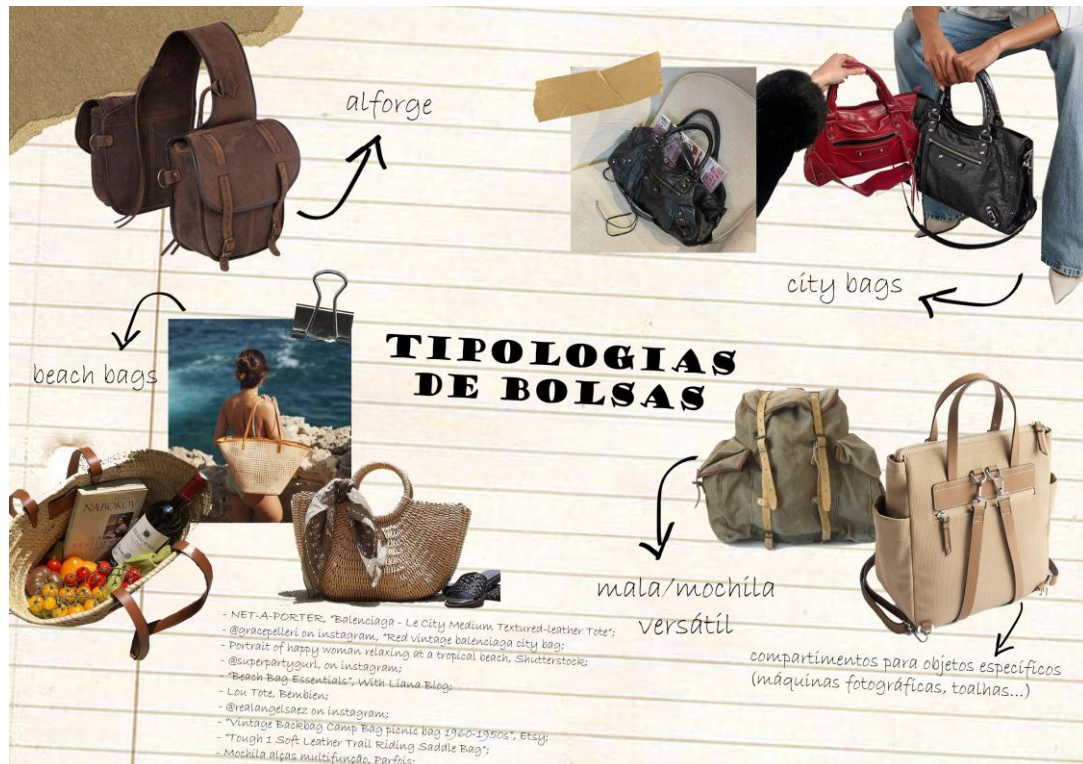 alforge
city bags
beach bags
TIPOLOGIAS
DE BOLSAS
NABOKOV
mala/mochila
versátil
compartimentos para objetos específicos
(máquinas fotográficas, toalhas...)
- NET-A-PORTER, "Balenciaga - Le City Medium Textured-leather Tote";
- @gracepelleri on instagram, "Red vintage balenciaga city bag;
- Portrait of happy woman relaxing at a tropical beach, Shutterstock;
- @superpartygurl, on instagram;
- "Beach Bag Essentials", With Liana Blog;
- Lou Tote, Bembien;
- @realangelsaez on instagram;
- "Vintage Backbag Camp Bag picnic bag 1960-1950s", Etsy;
- "Tough 1 Soft Leather Trail Riding Saddle Bag";
- Mochila alças multifunção, Parfois;